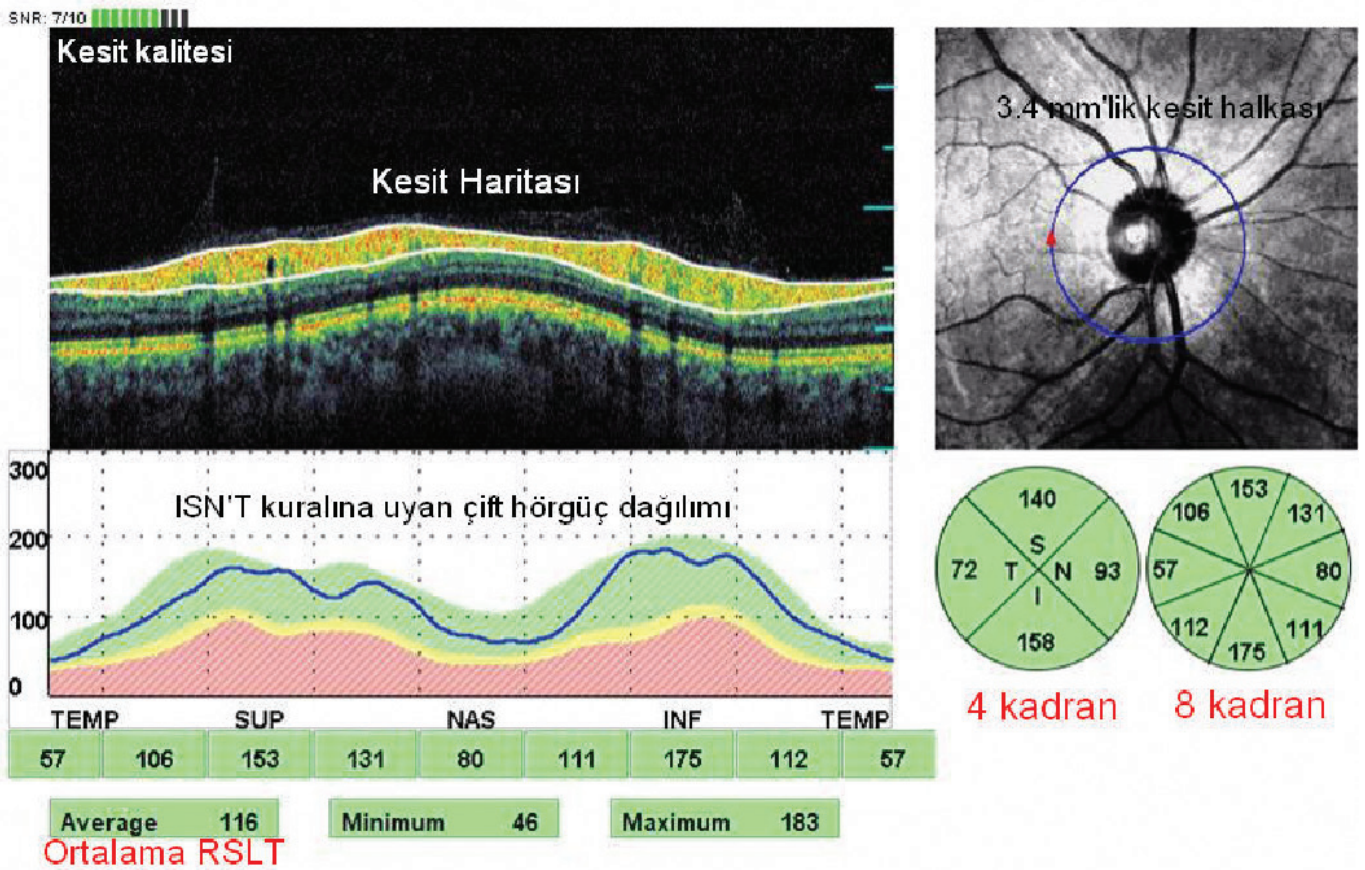 SNR: 7/10
Kesit kalitesi
Kesit Haritası
3.4 mm'lik kesit halkası
300
200
100
0
ISN'T kuralına uyan çift hörgüç dağılımı
TEMP SUP NAS INF TEMP
57 106 153 131 80 111 175 112 57
Average 116 Minimum 46 Maximum 183
Ortalama RSLT
140
S
72 T N 93
I
158
4 kadran
153
106 131
57 80
112 111
175
8 kadran